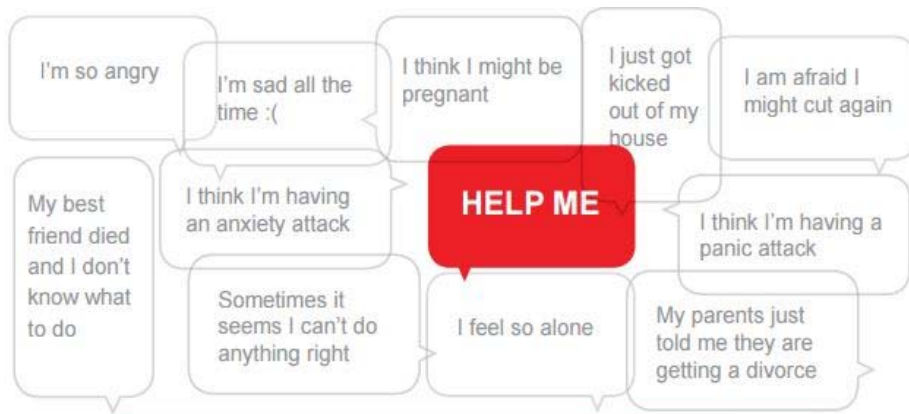 I'm so angry
I'm sad all the
time :(
I think I might be
pregnant
I just got
kicked
out of my
house
I am afraid I
might cut again
My best
friend died
and I don't
know what
to do
I think I'm having
an anxiety attack
HELP ME
I think I'm having a
panic attack
Sometimes it
seems I can't do
anything right
I feel so alone
My parents just
told me they are
getting a divorce